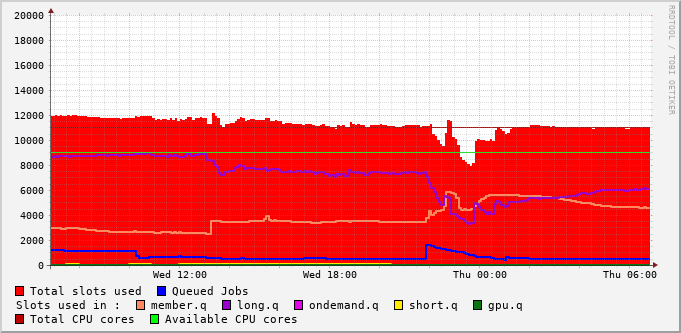 20000
18000
16000
14000
12000
10000
8000
6000
4000
2000
0
Wed 12:00 Wed 18:00 Thu 00:00 Thu 06:00
Total slots used Queued Jobs
Slots used in : member.q long.q ondemand.q short.q gpu.q
Total CPU cores Available CPU cores
RRDTOOL / TOBI OETIKER